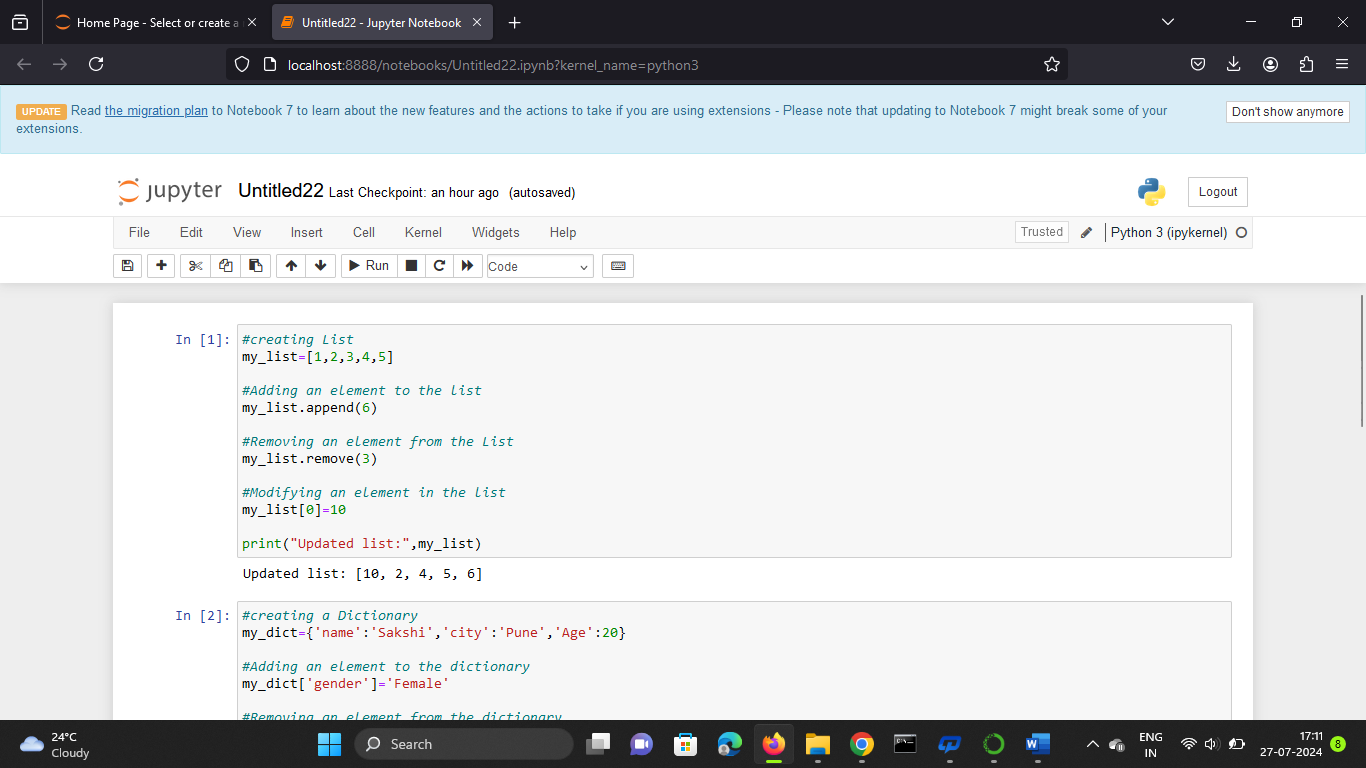 Home Page - Select or create a
Untitled22 - Jupyter Notebook
localhost:8888/notebooks/Untitled22.ipynb?kernel_name=python3
UPDATE Read the migration plan to Notebook 7 to learn about the new features and the actions to take if you are using extensions - Please note that updating to Notebook 7 might break some of your
extensions.
Don't show anymore
jupyter Untitled22 Last Checkpoint: an hour ago (autosaved)
Logout
File Edit View Insert Cell Kernel Widgets Help
Trusted Python 3 (ipykernel)
Run Code
In [1]: #creating List
my_list=[1,2,3,4,5]
#Adding an element to the list
my_list.append(6)
#Removing an element from the List
my_list.remove(3)
#Modifying an element in the list
my_list[0]=10
print("Updated list:",my_list)
Updated list: [10, 2, 4, 5, 6]
In [2]: #creating a Dictionary
my_dict={'name':'Sakshi','city':'Pune','Age':20}
#Adding an element to the dictionary
my_dict['gender']='Female'
#Removing an element from the dictionary
24°C
Cloudy
Search
ENG
IN
17:11
27-07-2024
8